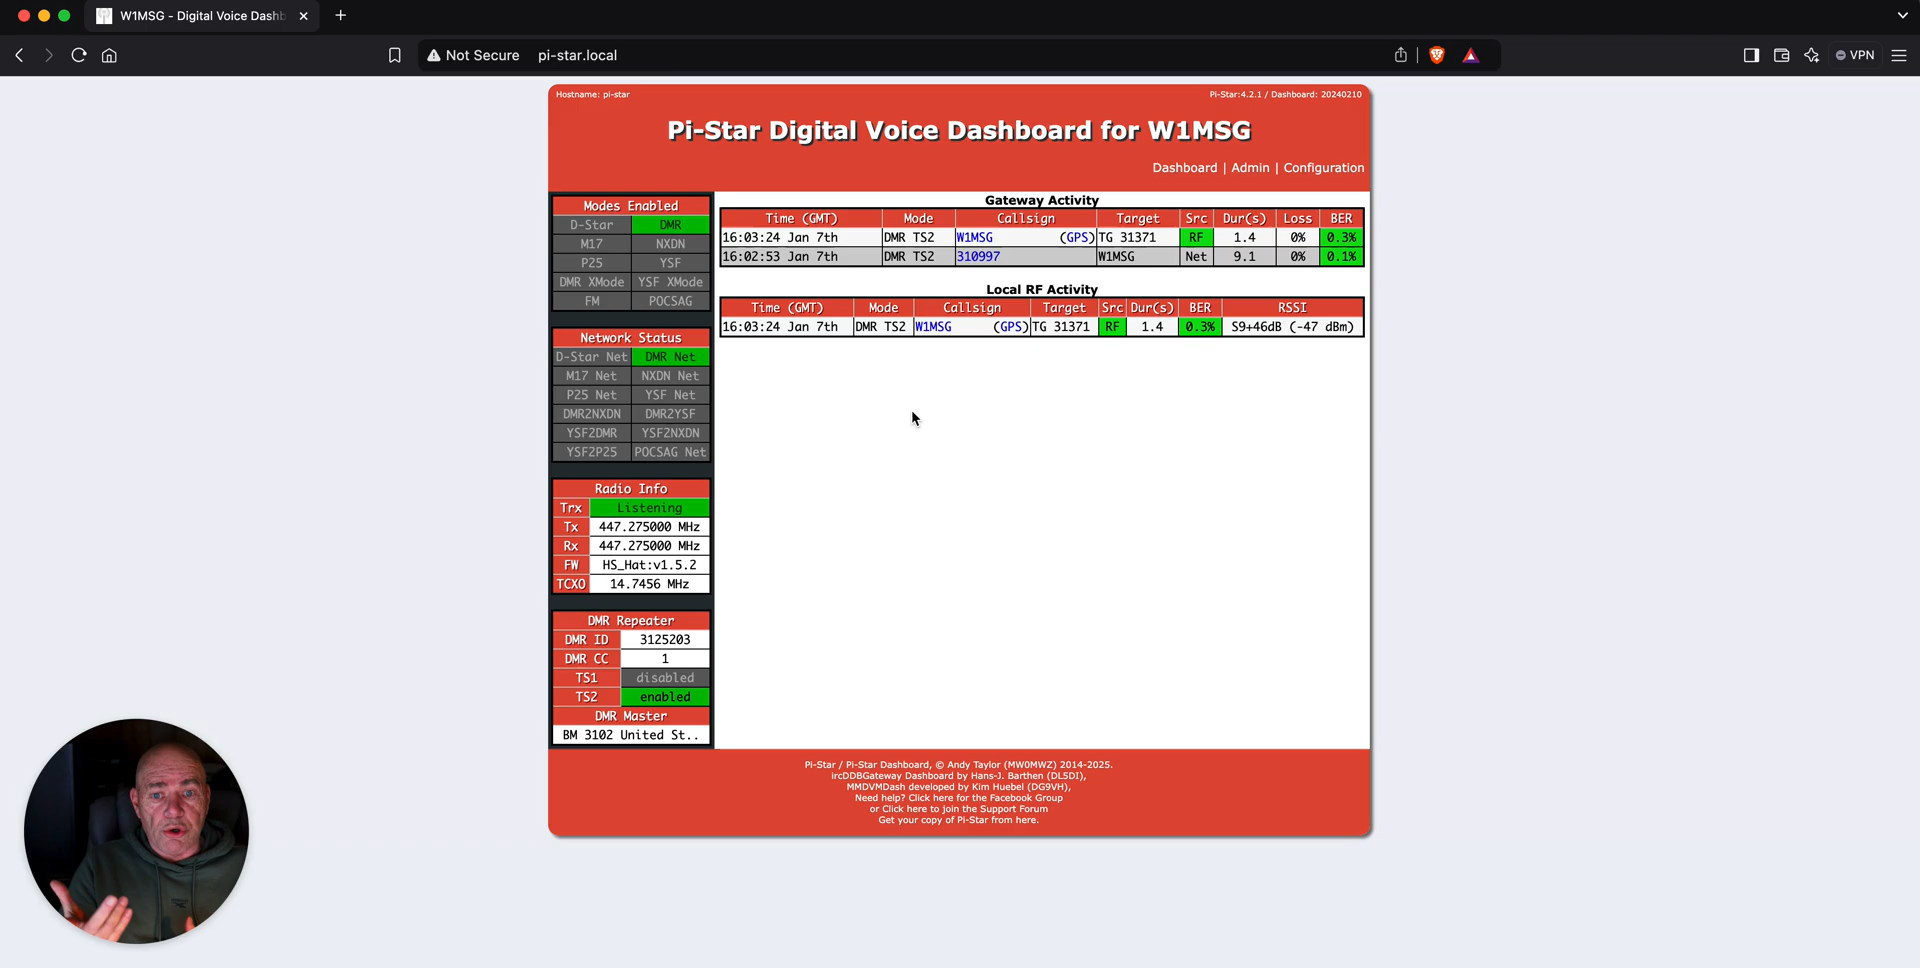 W1MSG - Digital Voice Dashb
Not Secure pi-star.local
VPN
Hostname: pi-star
Pi-Star:4.2.1 / Dashboard: 20240210
Pi-Star Digital Voice Dashboard for W1MSG
Dashboard | Admin | Configuration
Modes Enabled
D-Star DMR
M17 NXDN
P25 YSF
DMR XMode YSF XMode
FM POCSAG
Network Status
D-Star Net DMR Net
M17 Net NXDN Net
P25 Net YSF Net
DMR2NXDN DMR2YSF
YSF2DMR YSF2NXDN
YSF2P25 POCSAG Net
Radio Info
Trx Listening
Tx 447.275000 MHz
Rx 447.275000 MHz
FW HS_Hat:v1.5.2
TCXO 14.7456 MHz
DMR Repeater
DMR ID 3125203
DMR CC 1
TS1 disabled
TS2 enabled
DMR Master
BM 3102 United St..
Gateway Activity
Time (GMT) Mode Callsign Target Src Dur(s) Loss BER
16:03:24 Jan 7th DMR TS2 W1MSG (GPS) TG 31371 RF 1.4 0% 0.3%
16:02:53 Jan 7th DMR TS2 310997 W1MSG Net 9.1 0% 0.1%
Local RF Activity
Time (GMT) Mode Callsign Target Src Dur(s) BER RSSI
16:03:24 Jan 7th DMR TS2 W1MSG (GPS) TG 31371 RF 1.4 0.3% S9+46dB (-47 dBm)
Pi-Star / Pi-Star Dashboard, © Andy Taylor (MW0MWZ) 2014-2025.
ircDDBGateway Dashboard by Hans-J. Barthen (DL5DI),
MMDVMDash developed by Kim Huebel (DG9VH),
Need help? Click here for the Facebook Group
or Click here to join the Support Forum
Get your copy of Pi-Star from here.